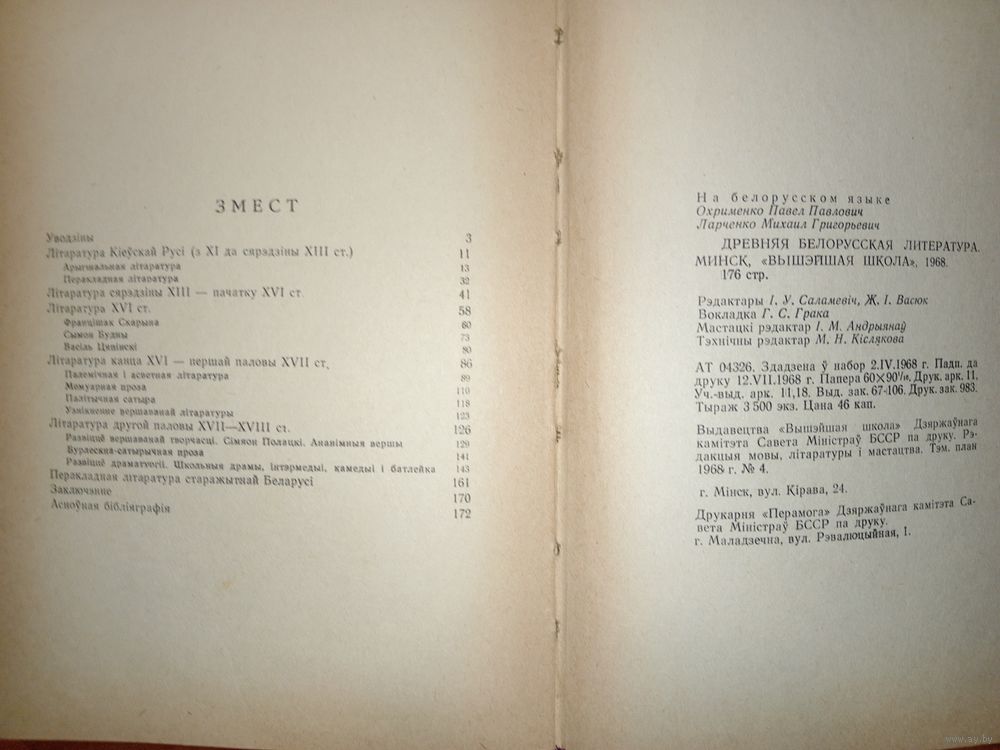 ЗМЕСТ
Уводзіны 3
Літаратура Кіеўскай Русі (з XI да сярэдзіны XIII ст.) 11
Арыгінальная літаратура 13
Перакладная літаратура 32
Літаратура сярэдзіны XIII — пачатку XVI ст. 41
Літаратура XVI ст. 58
Францішак Скарына 60
Сымон Будны 73
Васіль Цяпінскі 80
Літаратура канца XVI — першай паловы XVII ст. 86
Палемічная і асветная літаратура 89
Мемуарная проза 110
Палітычная сатыра 118
Узнікненне вершаванай літаратуры 123
Літаратура другой паловы XVII—XVIII ст. 126
Развіццё вершаванай творчасці. Сімяон Полацкі. Ананімныя вершы 129
Бурлескна-сатырычная проза 141
Развіццё драматургіі. Школьныя драмы, інтэрмедыі, камедыі і батлейка 143
Перакладная літаратура старажытнай Беларусі 161
Заключэнне 170
Асноўная бібліяграфія 172
На белорусском языке
Охрименко Павел Павлович
Ларченко Михаил Григорьевич
ДРЕВНЯЯ БЕЛОРУССКАЯ ЛИТЕРАТУРА.
МИНСК, «ВЫШЭЙШАЯ ШКОЛА», 1968.
176 стр.
Рэдактары І. У. Саламевіч, Ж. І. Васюк
Вокладка Г. С. Грака
Мастацкі рэдактар І. М. Андрыянаў
Тэхнічны рэдактар М. Н. Кіслякова
АТ 04326. Здадзена ў набор 2.IV.1968 г. Падп. да
друку 12.VII.1968 г. Папера 60×90¹/₁₆. Друк. арк. 11.
Уч.-выд. арк. 11,18. Выд. зак. 67-106. Друк. зак. 983.
Тыраж 3 500 экз. Цана 46 кап.
Выдавецтва «Вышэйшая школа» Дзяржаўнага
камітэта Савета Міністраў БССР па друку. Рэ-
дакцыя мовы, літаратуры і мастацтва. Тэм. план
1968 г. № 4.
г. Мінск, вул. Кірава, 24.
Друкарня «Перамога» Дзяржаўнага камітэта Са-
вета Міністраў БССР па друку.
г. Маладзечна, вул. Рэвалюцыйная, 1.
www.ay.by